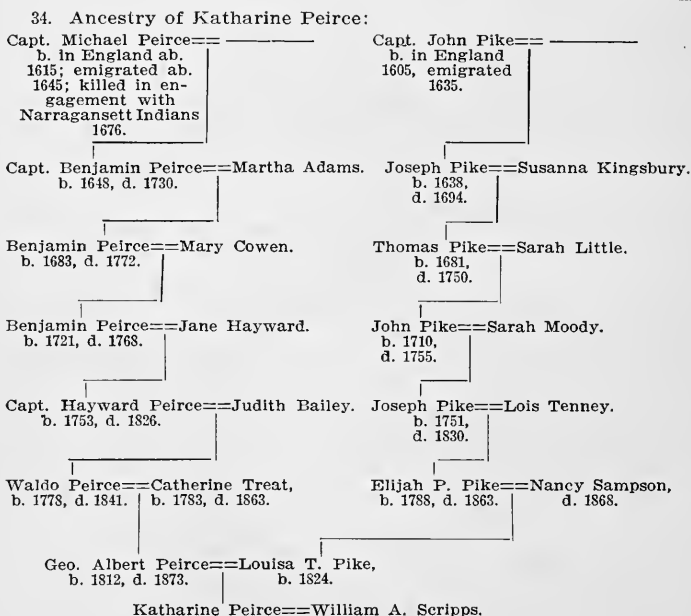 34. Ancestry of Katharine Peirce:
Capt. Michael Peirce==
b. in England ab.
1615; emigrated ab.
1645; killed in en-
gagement with
Narragansett Indians
1676.
Capt. John Pike==
b. in England
1605, emigrated
1635.
Capt. Benjamin Peirce==Martha Adams.
b. 1648, d. 1730.
Joseph Pike==Susanna Kingsbury.
b. 1638,
d. 1694.
Benjamin Peirce==Mary Cowen.
b. 1683, d. 1772.
Thomas Pike==Sarah Little.
b. 1681,
d. 1750.
Benjamin Peirce==Jane Hayward.
b. 1721, d. 1768.
John Pike==Sarah Moody.
b. 1710,
d. 1755.
Capt. Hayward Peirce==Judith Bailey.
b. 1753, d. 1826.
Joseph Pike==Lois Tenney.
b. 1751,
d. 1830.
Waldo Peirce==Catherine Treat,
b. 1778, d. 1841. b. 1783, d. 1863.
Elijah P. Pike==Nancy Sampson,
b. 1788, d. 1863. d. 1868.
Geo. Albert Peirce==Louisa T. Pike,
b. 1812, d. 1873. b. 1824.
Katharine Peirce==William A. Scripps.